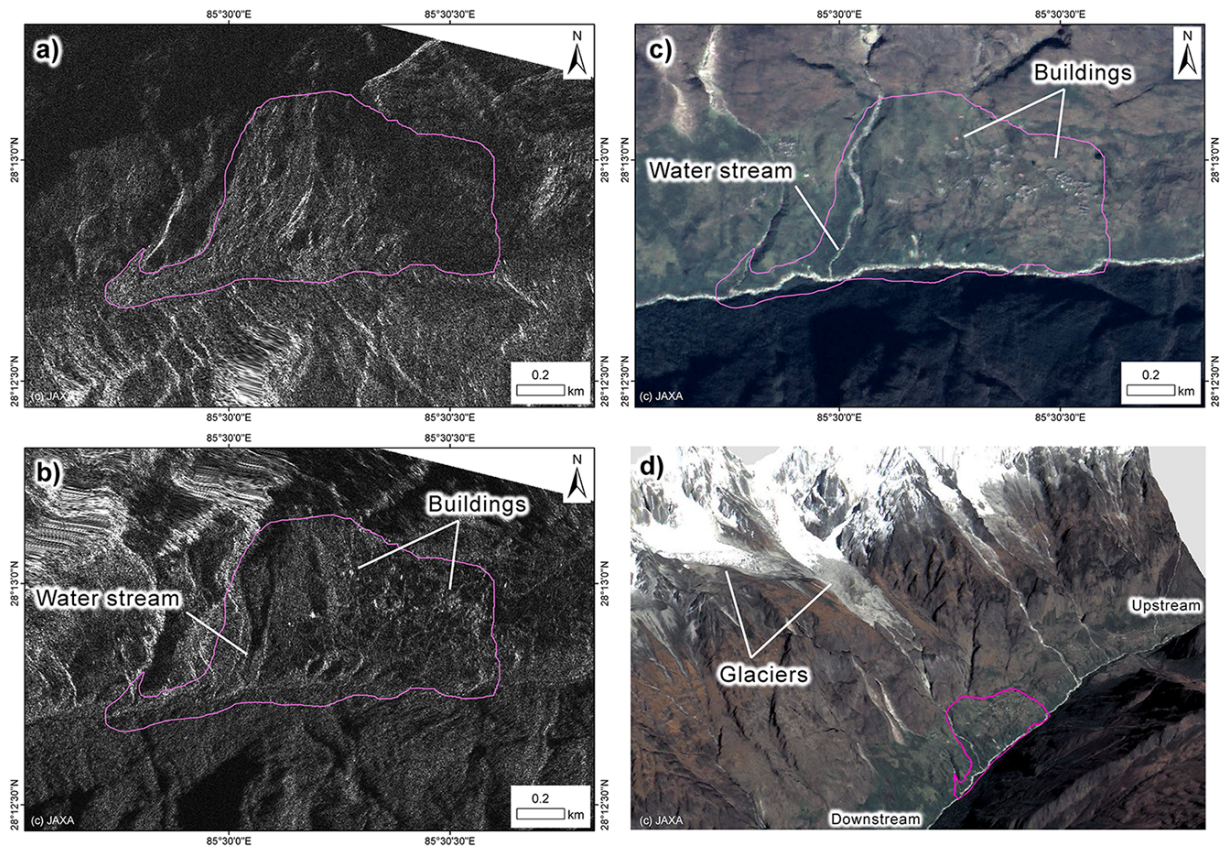 85°30'0"E
85°30'30"E
a)
N
28°13'0"N
28°12'30"N
0.2
km
(c) JAXA
85°30'0"E
85°30'30"E
85°30'0"E
85°30'30"E
c)
N
Buildings
Water stream
28°13'0"N
28°12'30"N
0.2
km
(c) JAXA
85°30'0"E
85°30'30"E
b)
N
Buildings
Water stream
28°13'0"N
28°12'30"N
0.2
km
(c) JAXA
85°30'0"E
85°30'30"E
d)
Glaciers
Upstream
Downstream
(c) JAXA